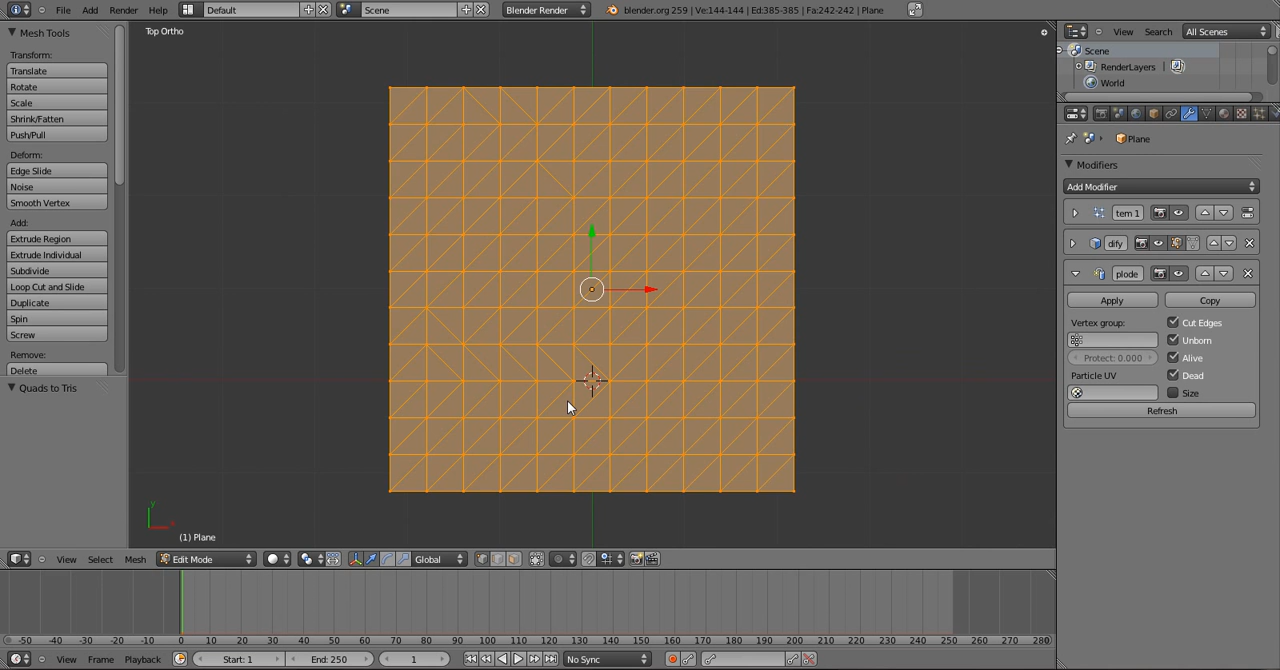 File Add Render Help Default Scene Blender Render blender.org 259 | Ve:144-144 | Ed:385-385 | Fa:242-242 | Plane
Mesh Tools
Transform:
Translate
Rotate
Scale
Shrink/Fatten
Push/Pull
Deform:
Edge Slide
Noise
Smooth Vertex
Add:
Extrude Region
Extrude Individual
Subdivide
Loop Cut and Slide
Duplicate
Spin
Screw
Remove:
Delete
Quads to Tris
Top Ortho
y
x
(1) Plane
View Search All Scenes
Scene
RenderLayers |
World
Plane
Modifiers
Add Modifier
tem 1
dify
plode
Apply Copy
Vertex group: Cut Edges
Unborn
Protect: 0.000 Alive
Particle UV Dead
Size
Refresh
View Select Mesh Edit Mode Global
-50 -40 -30 -20 -10 0 10 20 30 40 50 60 70 80 90 100 110 120 130 140 150 160 170 180 190 200 210 220 230 240 250 260 270 280
View Frame Playback Start: 1 End: 250 1 No Sync